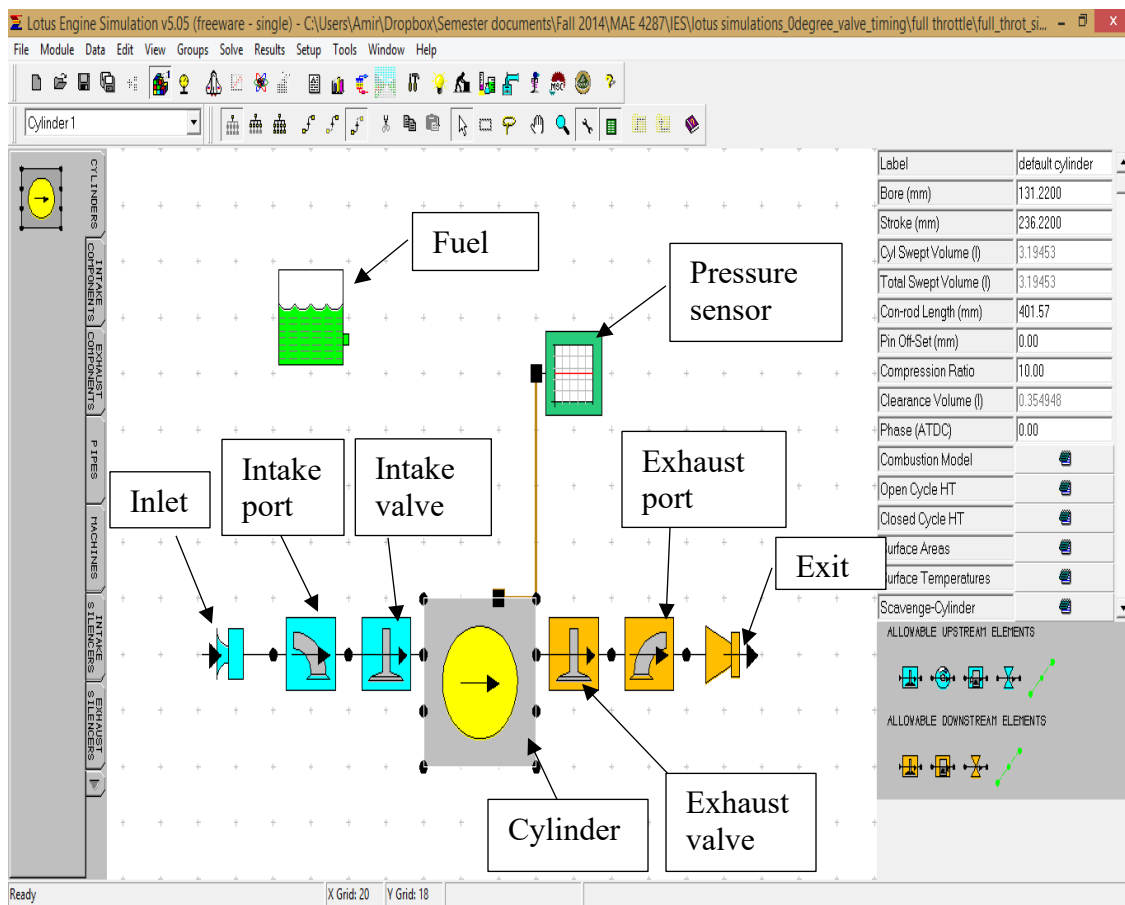 Lotus Engine Simulation v5.05 (freeware - single) - C:\Users\Amir\Dropbox\Semester documents\Fall 2014\MAE 4287\IES\lotus simulations_0degree_valve_timing\full throttle\full_throt_si...
File Module Data Edit View Groups Solve Results Setup Tools Window Help
MSC
Cylinder 1
CYLINDERS
INTAKE
COMPONENTS
EXHAUST
COMPONENTS
PIPES
MACHINES
INTAKE
SILENCERS
EXHAUST
SILENCERS
Fuel
Pressure
sensor
Inlet
Intake
port
Intake
valve
Exhaust
port
Exit
Cylinder
Exhaust
valve
Label default cylinder
Bore (mm) 131.2200
Stroke (mm) 236.2200
Cyl Swept Volume (l) 3.19453
Total Swept Volume (l) 3.19453
Con-rod Length (mm) 401.57
Pin Off-Set (mm) 0.00
Compression Ratio 10.00
Clearance Volume (l) 0.354948
Phase (ATDC) 0.00
Combustion Model
Open Cycle HT
Closed Cycle HT
Surface Areas
Surface Temperatures
Scavenge-Cylinder
ALLOWABLE UPSTREAM ELEMENTS
ALLOWABLE DOWNSTREAM ELEMENTS
Ready X Grid: 20 Y Grid: 18